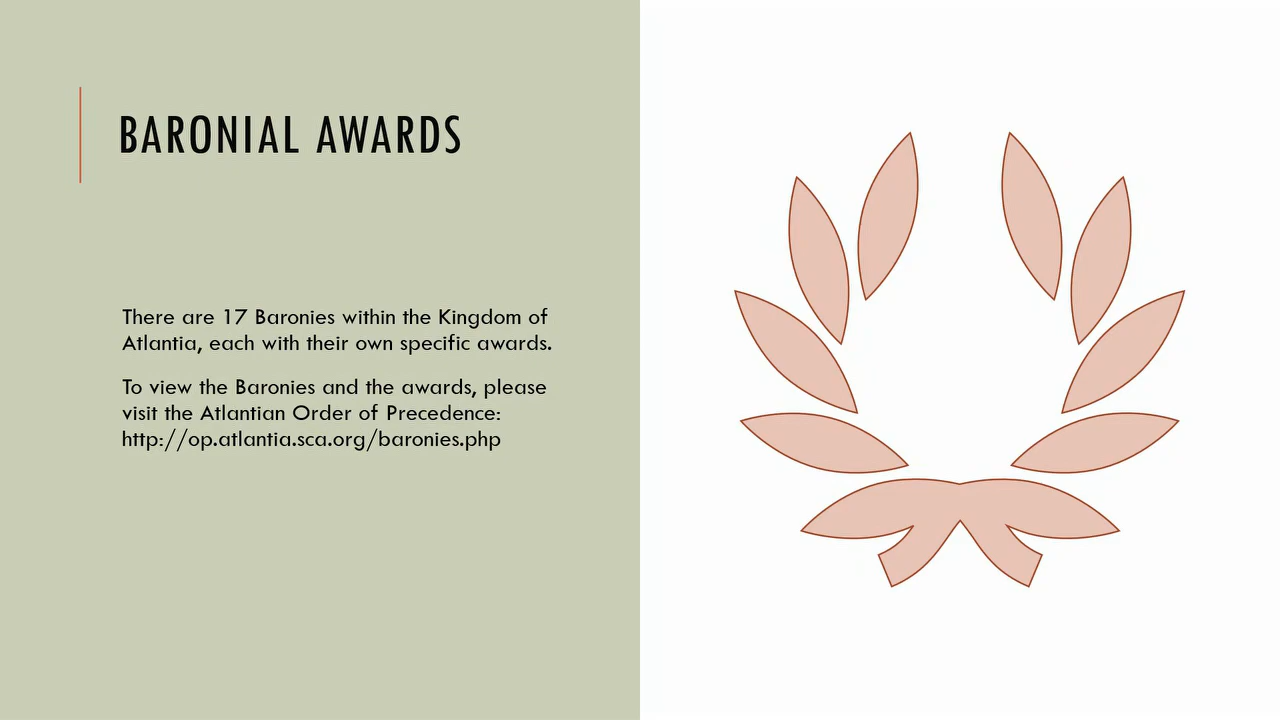 BARONIAL AWARDS
There are 17 Baronies within the Kingdom of
Atlantia, each with their own specific awards.
To view the Baronies and the awards, please
visit the Atlantian Order of Precedence:
http://op.atlantia.sca.org/baronies.php